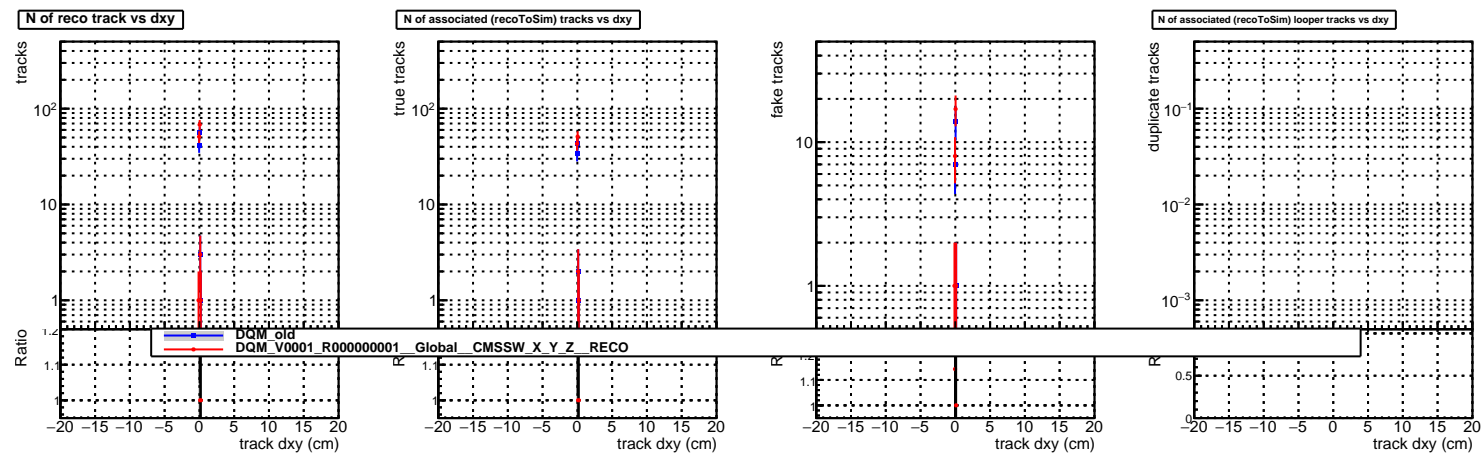 N of reco track vs dxy
N of associated (recoToSim) tracks vs dxy
N of associated (recoToSim) looper tracks vs dxy
tracks
10²
10
1
Ratio
1.2
1.1
1
−20 −15 −10 −5 0 5 10 15 20
track dxy (cm)
true tracks
10²
10
1
1.1
1
−20 −15 −10 −5 0 5 10 15 20
track dxy (cm)
fake tracks
10
1
1.1
1
−20 −15 −10 −5 0 5 10 15 20
track dxy (cm)
duplicate tracks
10⁻¹
10⁻²
10⁻³
0.5
0
−20 −15 −10 −5 0 5 10 15 20
track dxy (cm)
DQM_old
DQM_V0001_R000000001__Global__CMSSW_X_Y_Z__RECO